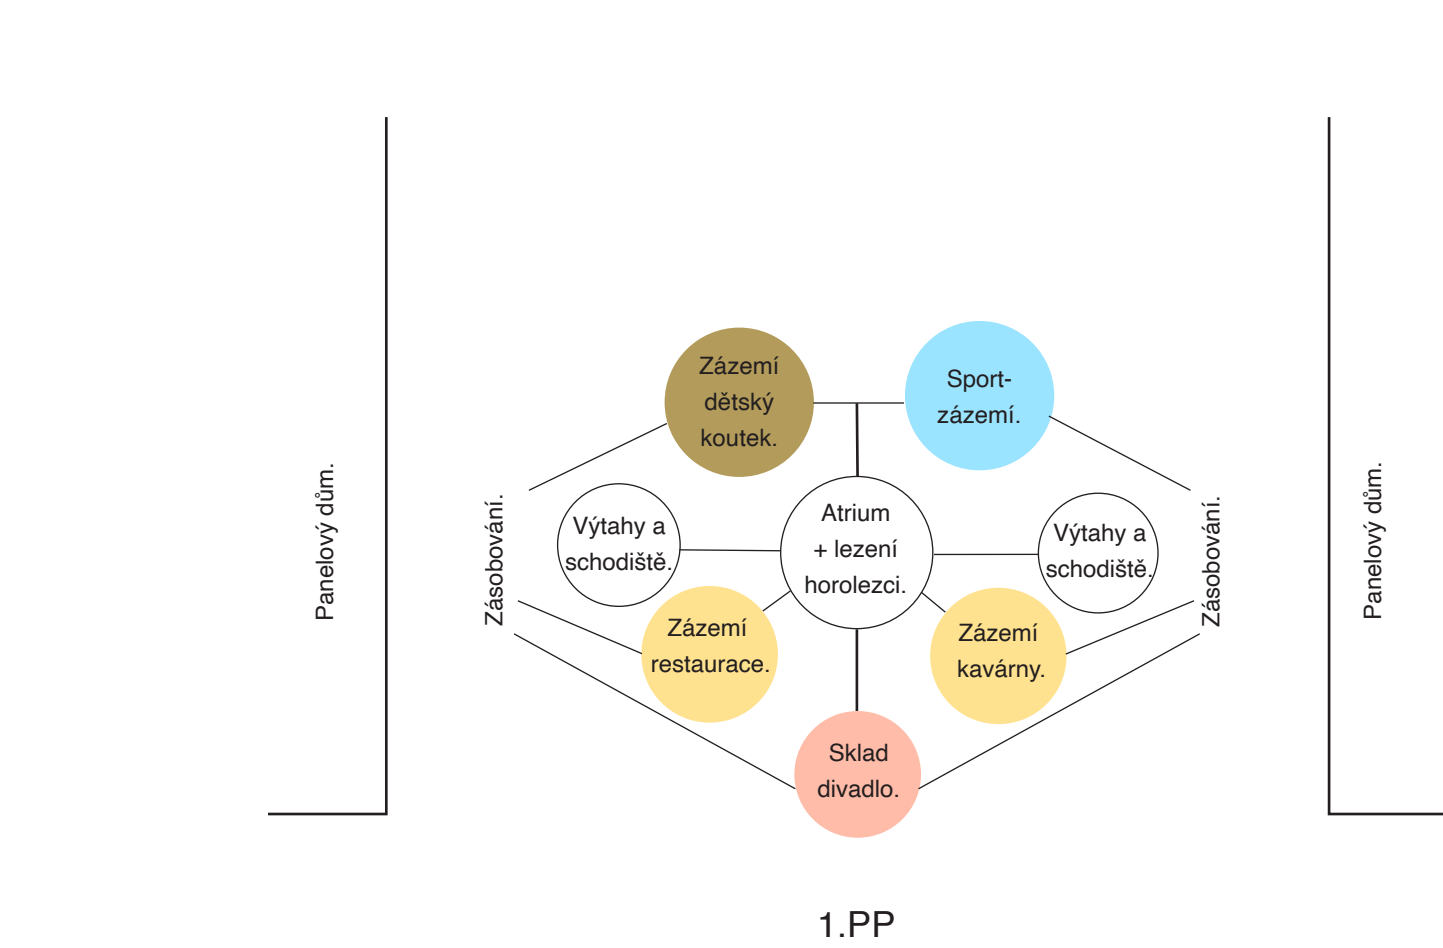 Zázemí
dětský
koutek.
Sport-
zázemí.
Panelový dům.
Zásobování.
Výtahy a
schodiště.
Atrium
+ lezení
horolezci.
Výtahy a
schodiště.
Zásobování.
Panelový dům.
Zázemí
restaurace.
Zázemí
kavárny.
Sklad
divadlo.
1.PP